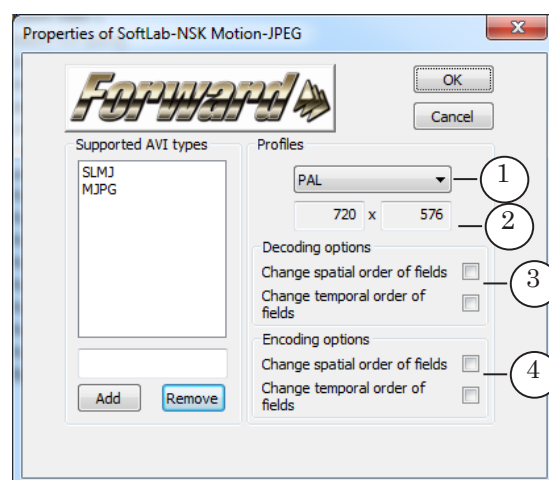 Properties of SoftLab-NSK Motion-JPEG
x
Forward
OK
Cancel
Supported AVI types
SLMJ
MJPG
Add
Remove
Profiles
PAL
1
720 x 576
2
Decoding options
Change spatial order of fields
Change temporal order of
fields
3
Encoding options
Change spatial order of fields
Change temporal order of
fields
4